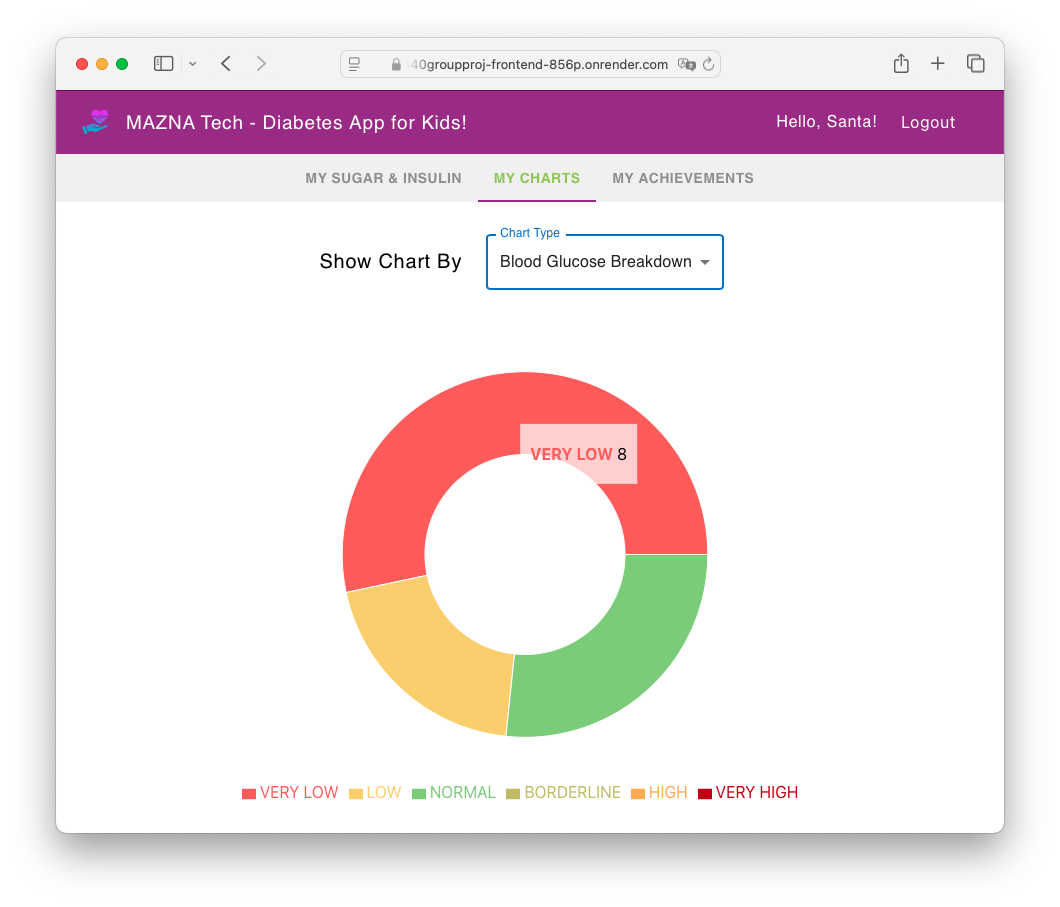 40groupproj-frontend-856p.onrender.com
MAZNA Tech - Diabetes App for Kids!
Hello, Santa!
Logout
MY SUGAR & INSULIN
MY CHARTS
MY ACHIEVEMENTS
Chart Type
Show Chart By
Blood Glucose Breakdown
VERY LOW 8
VERY LOW LOW NORMAL BORDERLINE HIGH VERY HIGH